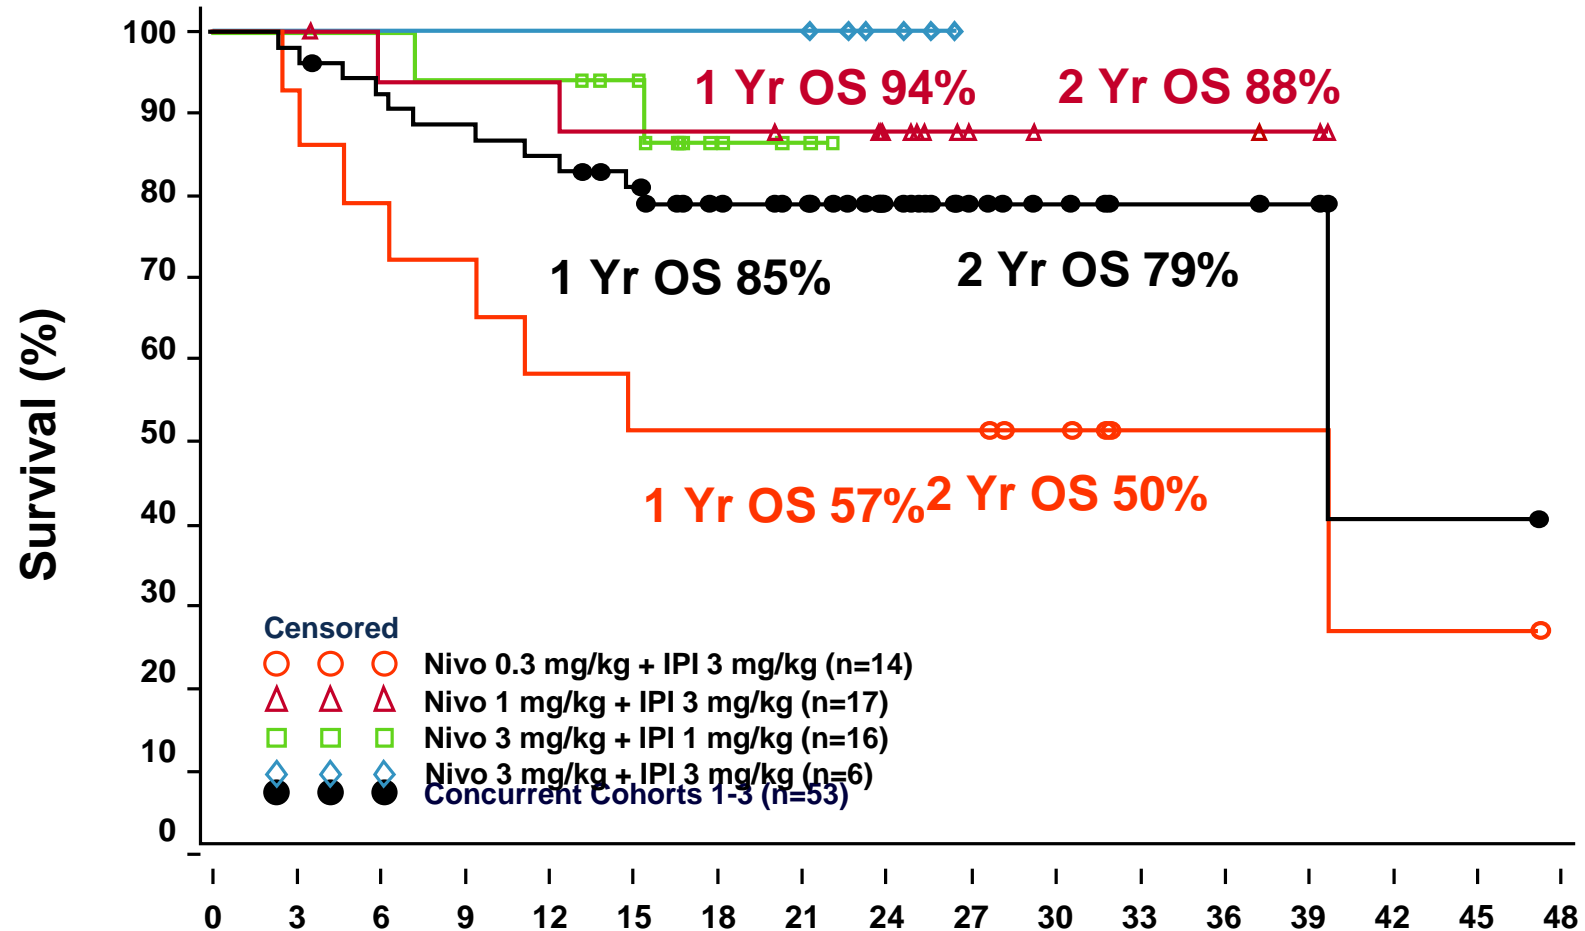 100
1 Yr OS 94%
2 Yr OS 88%
90
80
1 Yr OS 85%
2 Yr OS 79%
70
60
Survival (%)
50
1 Yr OS 57%
2 Yr OS 50%
40
30
Censored
Nivo 0.3 mg/kg + IPI 3 mg/kg (n=14)
20
Nivo 1 mg/kg + IPI 3 mg/kg (n=17)
Nivo 3 mg/kg + IPI 1 mg/kg (n=16)
10
Nivo 3 mg/kg + IPI 3 mg/kg (n=6)
Concurrent Cohorts 1-3 (n=53)
0
0 3 6 9 12 15 18 21 24 27 30 33 36 39 42 45 48